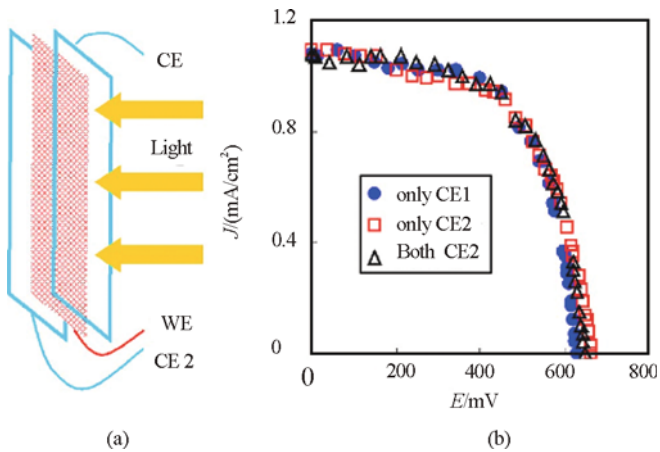 CE
Light
WE
CE 2
(a)
(b)
1.2
0.8
0.4
0
J/(mA/cm²)
only CE1
only CE2
Both CE2
0
200
400
600
800
E/mV